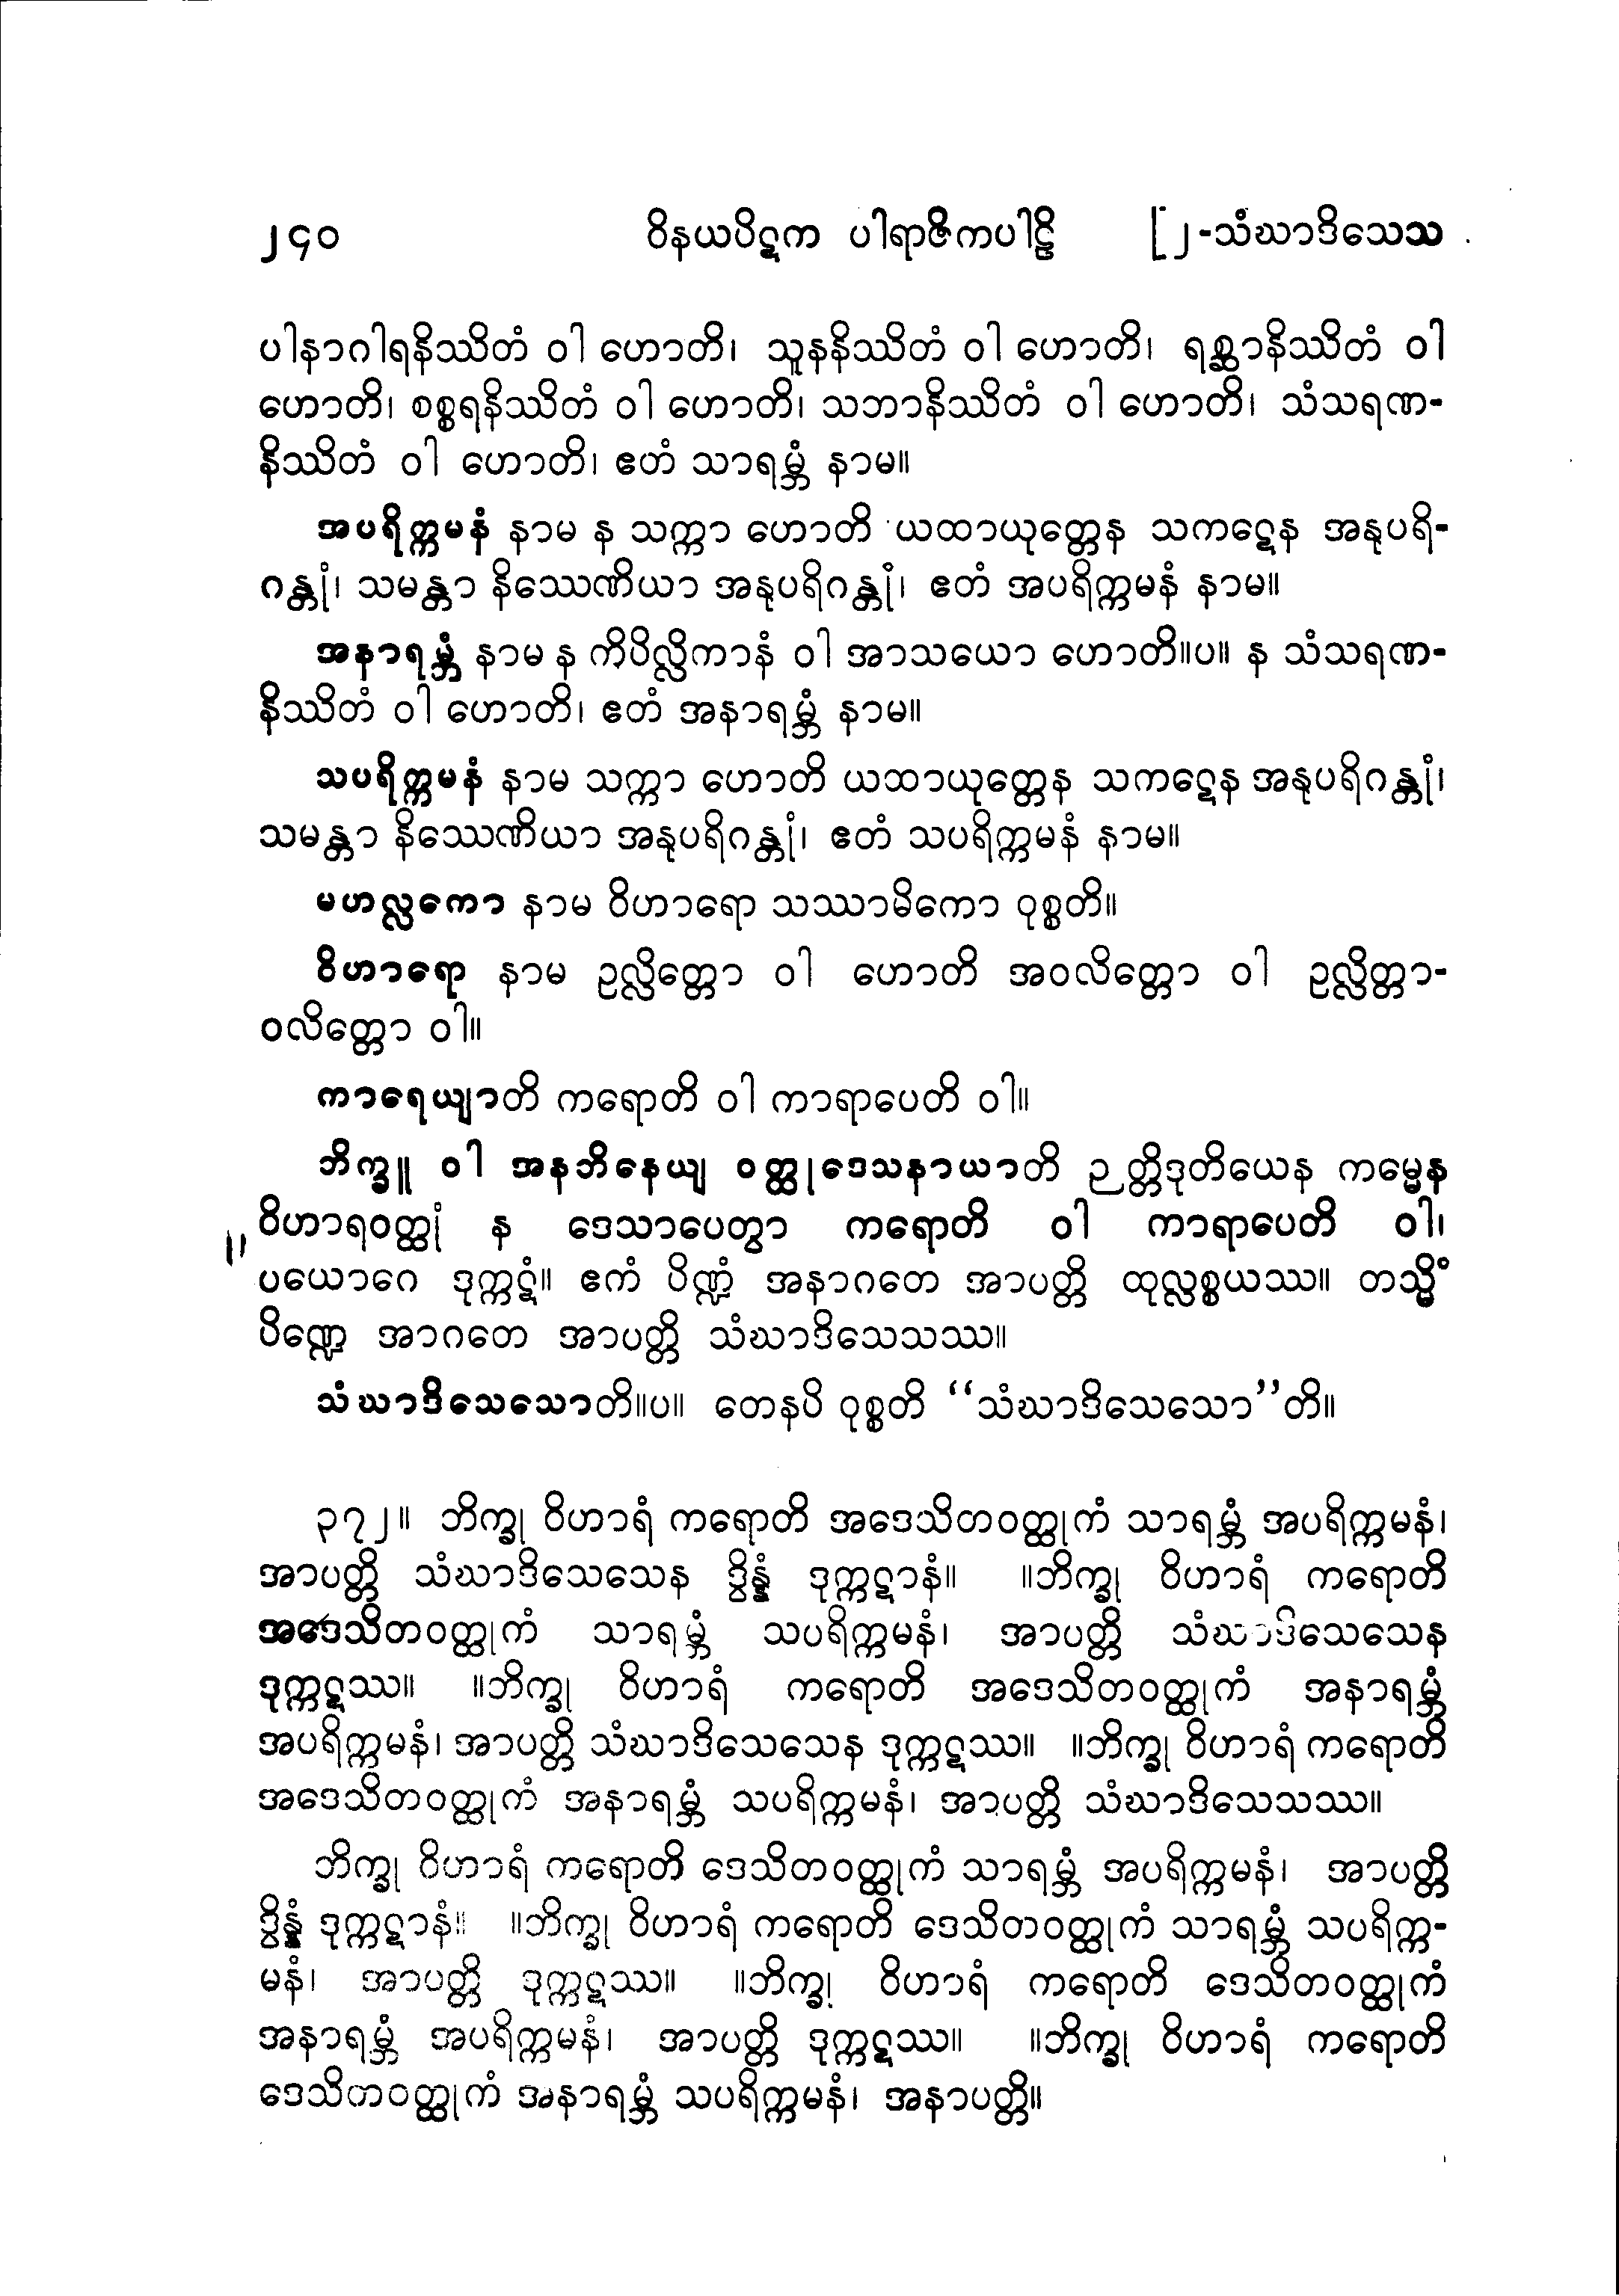 ၂၄၀ ဝိနယပိဋက ပါရာဇိကပါဠိ [၂-သံဃာဒိသေသ
ပါနာဂါရနိဿိတံ ဝါ ဟောတိ၊ သူနနိဿိတံ ဝါ ဟောတိ၊ ရစ္ဆာနိဿိတံ ဝါ
ဟောတိ၊ စစ္စရနိဿိတံ ဝါ ဟောတိ၊ သဘာနိဿိတံ ဝါ ဟောတိ၊ သံသရဏ-
နိဿိတံ ဝါ ဟောတိ၊ ဧတံ သာရမ္ဘံ နာမ။
အပရိက္ကမနံ နာမ န သက္ကာ ဟောတိ ယထာယုတ္တေန သကဋေန အနုပရိ-
ဂန္တုံ၊ သမန္တာ နိဿေဏိယာ အနုပရိဂန္တုံ၊ ဧတံ အပရိက္ကမနံ နာမ။
အနာရမ္ဘံ နာမ န ကိပိလ္လိကာနံ ဝါ အာသယော ဟောတိ။ပ။ န သံသရဏ-
နိဿိတံ ဝါ ဟောတိ၊ ဧတံ အနာရမ္ဘံ နာမ။
သပရိက္ကမနံ နာမ သက္ကာ ဟောတိ ယထာယုတ္တေန သကဋေန အနုပရိဂန္တုံ၊
သမန္တာ နိဿေဏိယာ အနုပရိဂန္တုံ၊ ဧတံ သပရိက္ကမနံ နာမ။
မဟလ္လကော နာမ ဝိဟာရော သဿာမိကော ဝုစ္စတိ။
ဝိဟာရော နာမ ဥလ္လိတ္တော ဝါ ဟောတိ အဝလိတ္တော ဝါ ဥလ္လိတ္တာ-
ဝလိတ္တော ဝါ။
ကာရေယျာတိ ကရောတိ ဝါ ကာရာပေတိ ဝါ။
ဘိက္ခူ ဝါ အနဘိနေယျ ဝတ္ထုဒေသနာယာတိ ဉတ္တိဒုတိယေန ကမ္မေန
ဝိဟာရဝတ္ထုံ န ဒေသာပေတွာ ကရောတိ ဝါ ကာရာပေတိ ဝါ၊
ပယောဂေ ဒုက္ကဋံ။ ဧကံ ပိဏ္ဍံ အနာဂတေ အာပတ္တိ ထုလ္လစ္စယဿ။ တသ္မိံ
ပိဏ္ဍေ အာဂတေ အာပတ္တိ သံဃာဒိသေသဿ။
သံဃာဒိသေသောတိ။ပ။ တေနပိ ဝုစ္စတိ “သံဃာဒိသေသော”တိ။
၃၇၂။ ဘိက္ခု ဝိဟာရံ ကရောတိ အဒေသိတဝတ္ထုကံ သာရမ္ဘံ အပရိက္ကမနံ၊
အာပတ္တိ သံဃာဒိသေသေန ဒွိန္နံ ဒုက္ကဋာနံ။ ။ဘိက္ခု ဝိဟာရံ ကရောတိ
အဒေသိတဝတ္ထုကံ သာရမ္ဘံ သပရိက္ကမနံ၊ အာပတ္တိ သံဃာဒိသေသေန
ဒုက္ကဋဿ။ ။ဘိက္ခု ဝိဟာရံ ကရောတိ အဒေသိတဝတ္ထုကံ အနာရမ္ဘံ
အပရိက္ကမနံ၊ အာပတ္တိ သံဃာဒိသေသေန ဒုက္ကဋဿ။ ။ဘိက္ခု ဝိဟာရံ ကရောတိ
အဒေသိတဝတ္ထုကံ အနာရမ္ဘံ သပရိက္ကမနံ၊ အာပတ္တိ သံဃာဒိသေသဿ။
ဘိက္ခု ဝိဟာရံ ကရောတိ ဒေသိတဝတ္ထုကံ သာရမ္ဘံ အပရိက္ကမနံ၊ အာပတ္တိ
ဒွိန္နံ ဒုက္ကဋာနံ။ ။ဘိက္ခု ဝိဟာရံ ကရောတိ ဒေသိတဝတ္ထုကံ သာရမ္ဘံ သပရိက္က-
မနံ၊ အာပတ္တိ ဒုက္ကဋဿ။ ။ဘိက္ခု ဝိဟာရံ ကရောတိ ဒေသိတဝတ္ထုကံ
အနာရမ္ဘံ အပရိက္ကမနံ၊ အာပတ္တိ ဒုက္ကဋဿ။ ။ဘိက္ခု ဝိဟာရံ ကရောတိ
ဒေသိတဝတ္ထုကံ အနာရမ္ဘံ သပရိက္ကမနံ၊ အနာပတ္တိ။